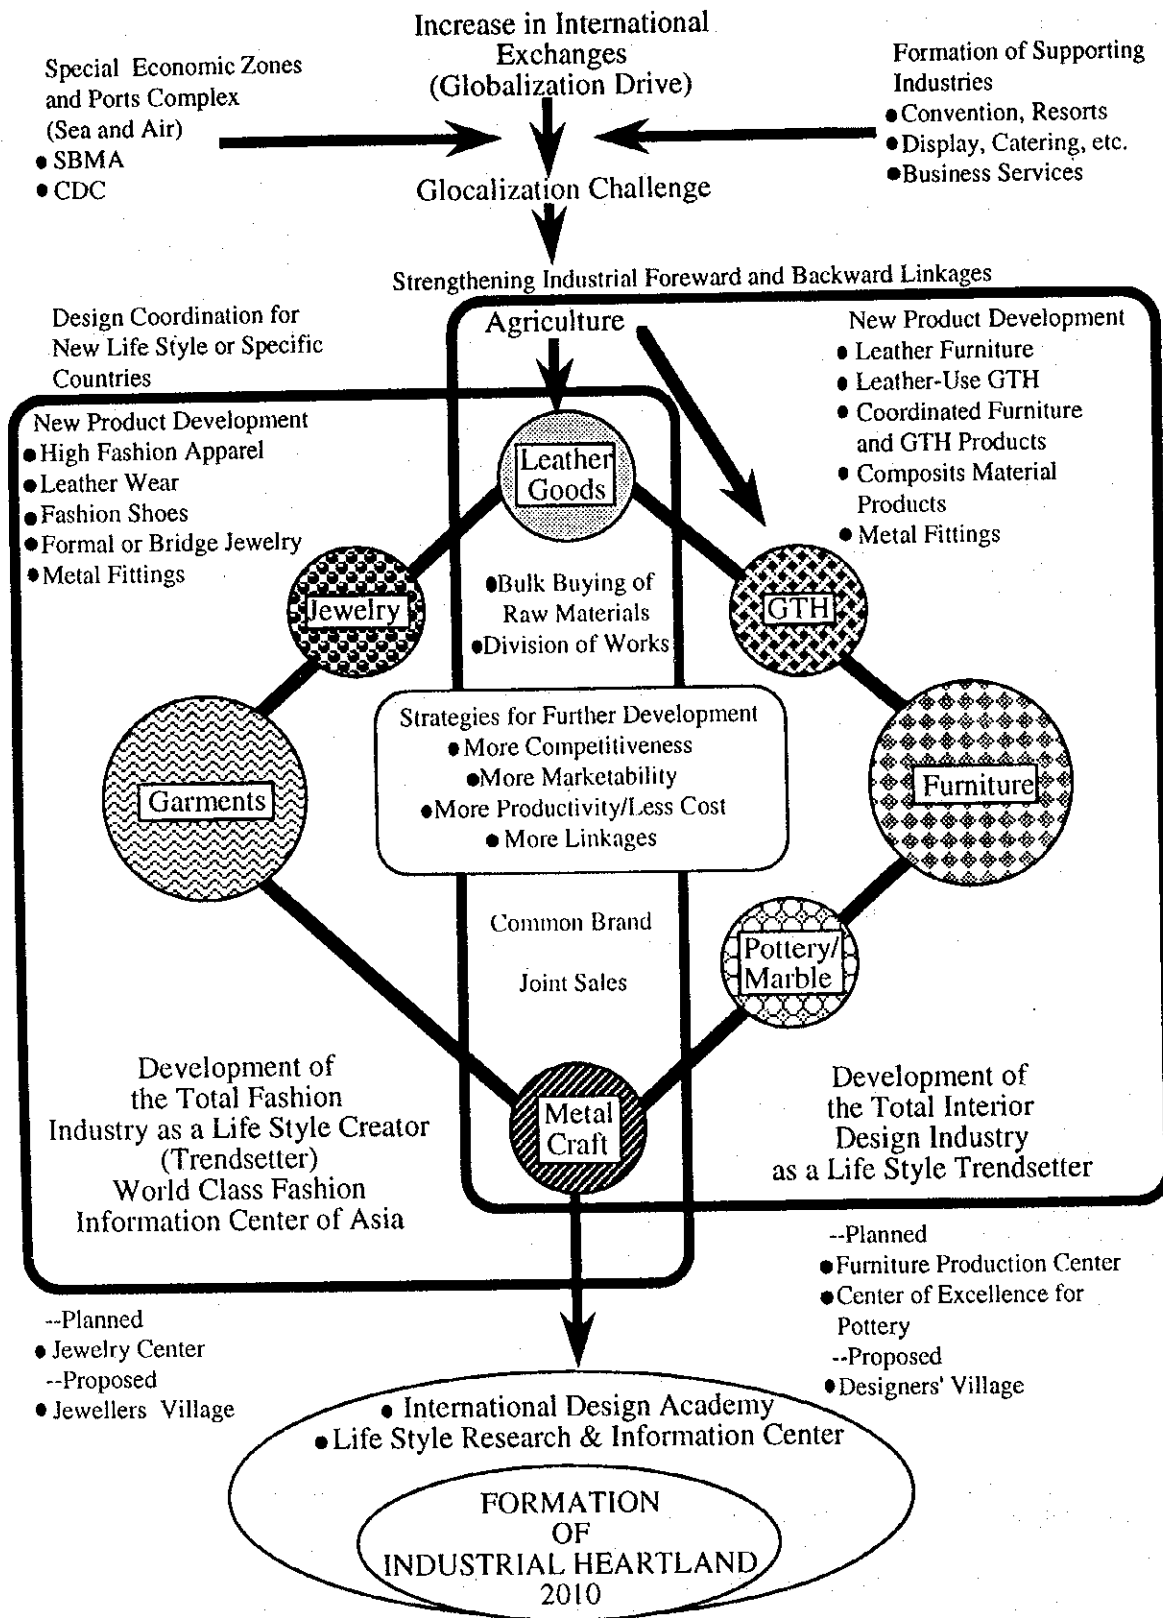 Increase in International
Exchanges
(Globalization Drive)
Special Economic Zones
and Ports Complex
(Sea and Air)
● SBMA
● CDC
Formation of Supporting
Industries
● Convention, Resorts
● Display, Catering, etc.
● Business Services
Glocalization Challenge
Strengthening Industrial Foreward and Backward Linkages
Design Coordination for
New Life Style or Specific
Countries
Agriculture
New Product Development
● Leather Furniture
● Leather-Use GTH
● Coordinated Furniture
and GTH Products
● Composits Material
Products
● Metal Fittings
New Product Development
● High Fashion Apparel
● Leather Wear
● Fashion Shoes
● Formal or Bridge Jewelry
● Metal Fittings
Leather
Goods
Jewelry
● Bulk Buying of
Raw Materials
● Division of Works
GTH
Strategies for Further Development
● More Competitiveness
● More Marketability
● More Productivity/Less Cost
● More Linkages
Garments
Furniture
Common Brand
Joint Sales
Pottery/
Marble
Metal
Craft
Development of
the Total Fashion
Industry as a Life Style Creator
(Trendsetter)
World Class Fashion
Information Center of Asia
Development of
the Total Interior
Design Industry
as a Life Style Trendsetter
--Planned
● Jewelry Center
--Proposed
● Jewellers Village
--Planned
● Furniture Production Center
● Center of Excellence for
Pottery
--Proposed
● Designers' Village
● International Design Academy
● Life Style Research & Information Center
FORMATION
OF
INDUSTRIAL HEARTLAND
2010